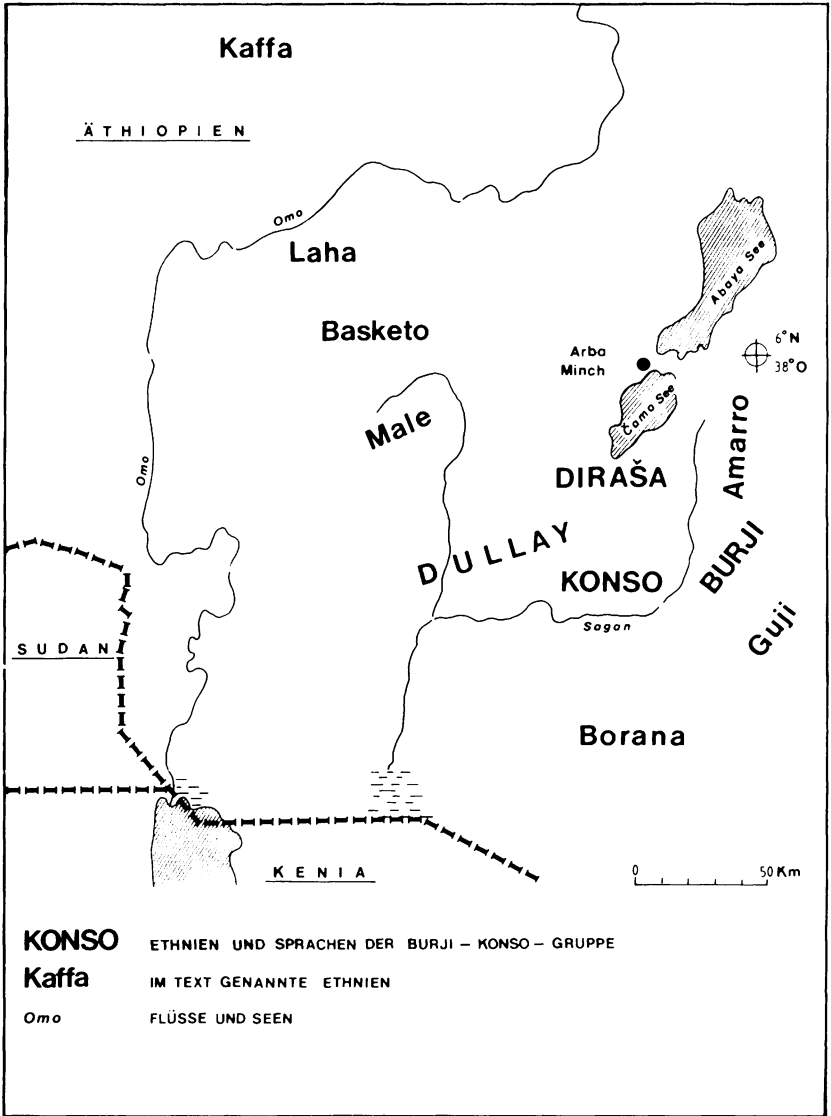 Kaffa
ÄTHIOPIEN
Omo
Laha
Abaya See
Basketo
6°N
38°O
Arba
Minch
Čamo See
Male
Amarro
Omo
DIRAŠA
DULLAY
BURJI
KONSO
Guji
Sagan
SUDAN
Borana
KENIA
0 50 Km
KONSO ETHNIEN UND SPRACHEN DER BURJI – KONSO – GRUPPE
Kaffa IM TEXT GENANNTE ETHNIEN
Omo FLÜSSE UND SEEN